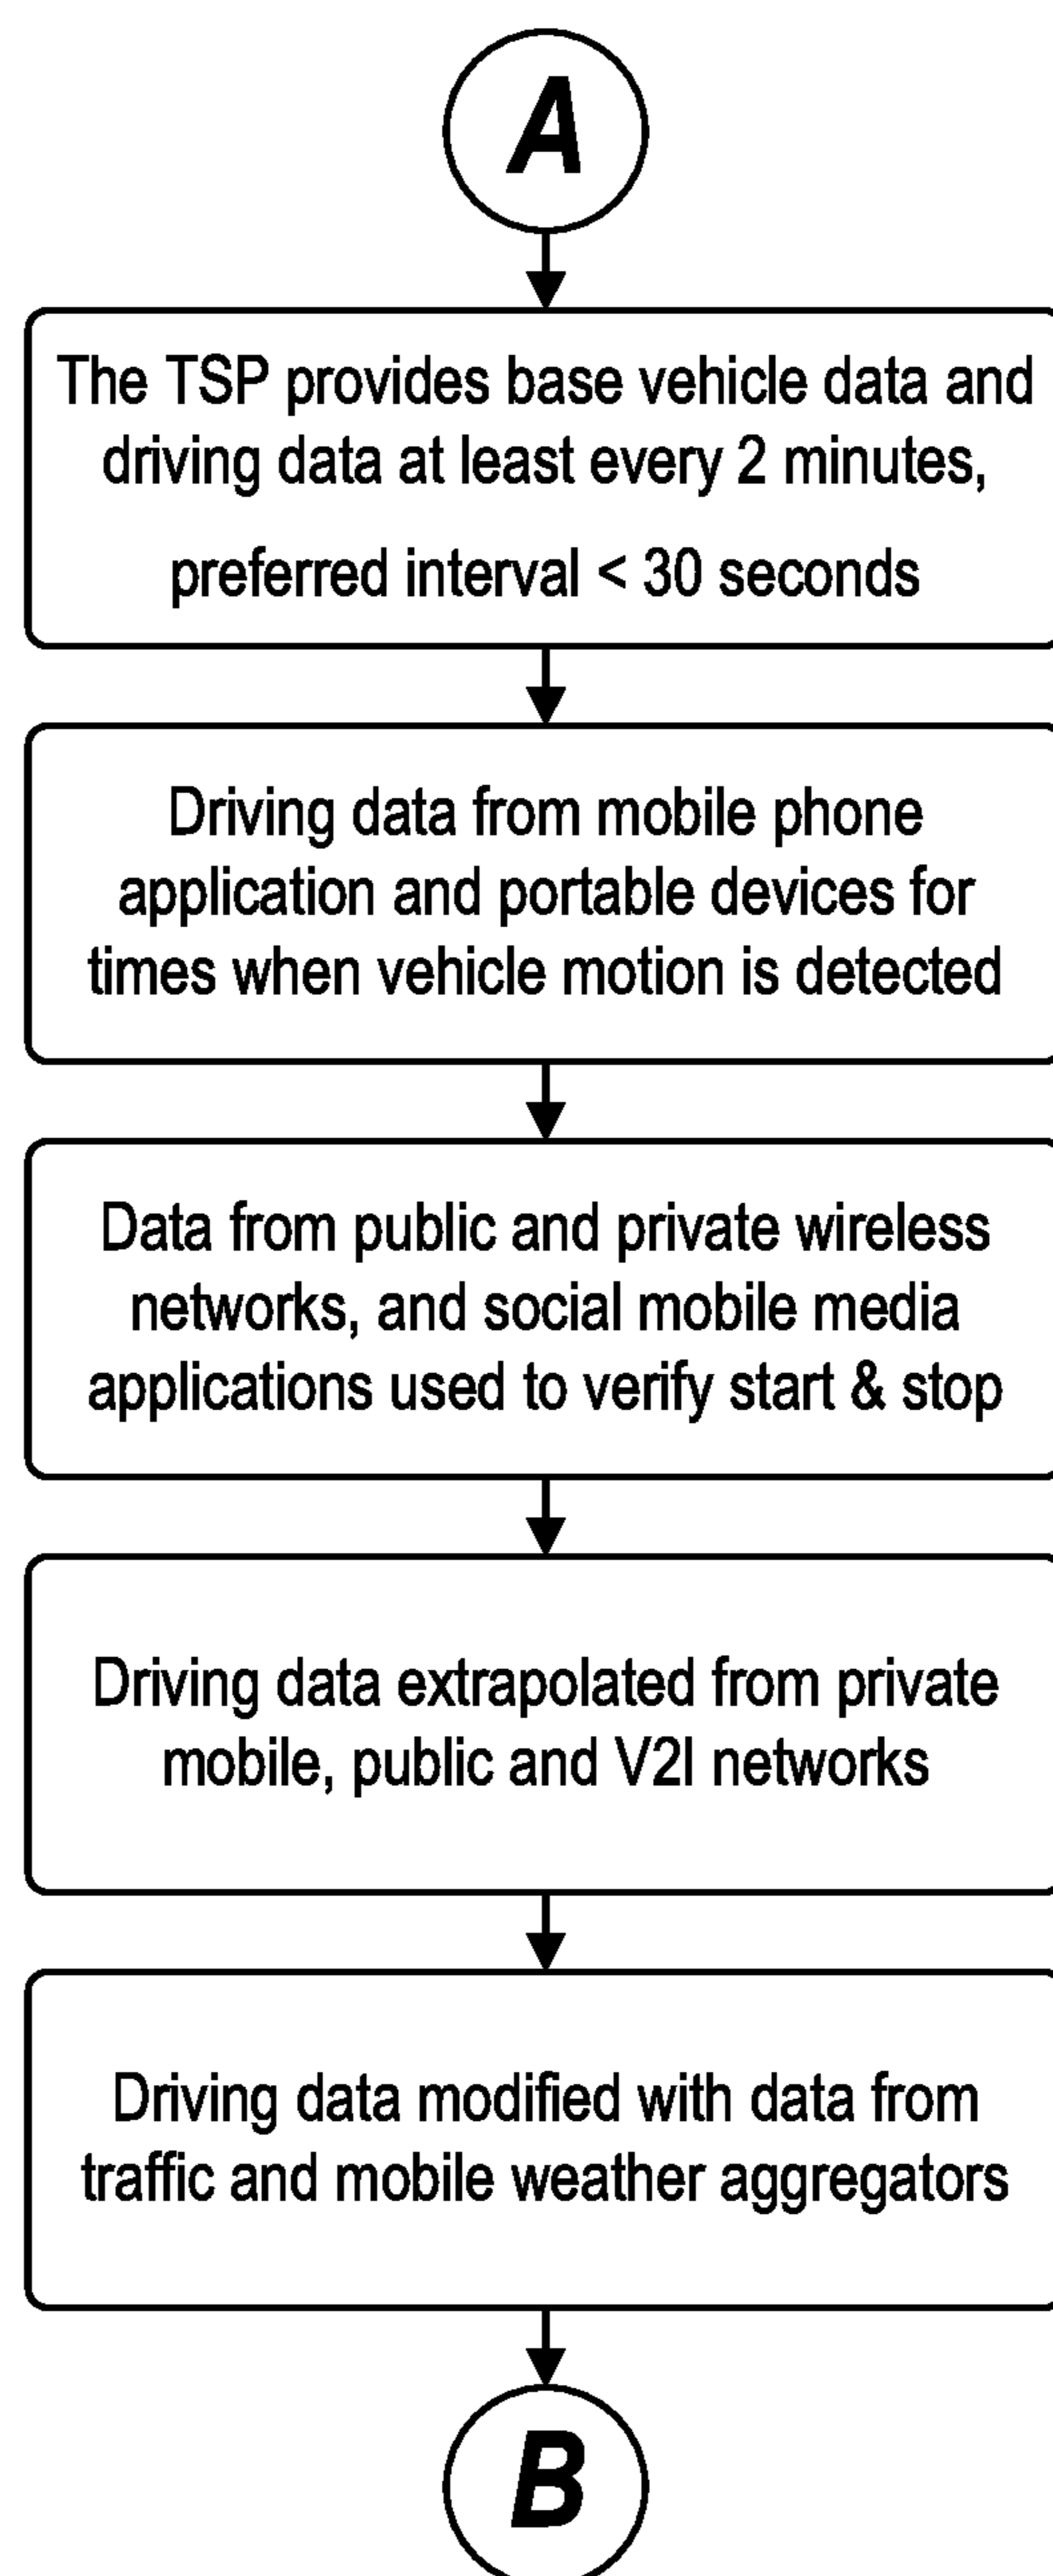 A
The TSP provides base vehicle data and
driving data at least every 2 minutes,
preferred interval < 30 seconds
Driving data from mobile phone
application and portable devices for
times when vehicle motion is detected
Data from public and private wireless
networks, and social mobile media
applications used to verify start & stop
Driving data extrapolated from private
mobile, public and V2I networks
Driving data modified with data from
traffic and mobile weather aggregators
B